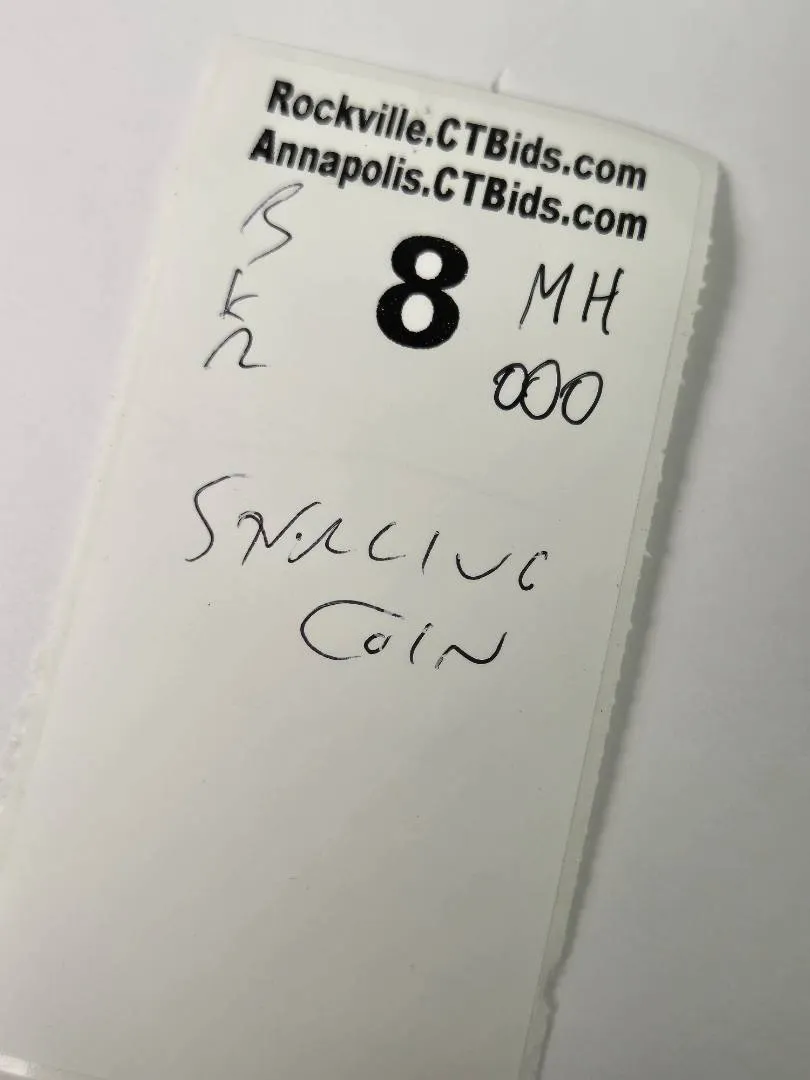 Rockville.CTBids.com
Annapolis.CTBids.com
8 MH
000
COIN